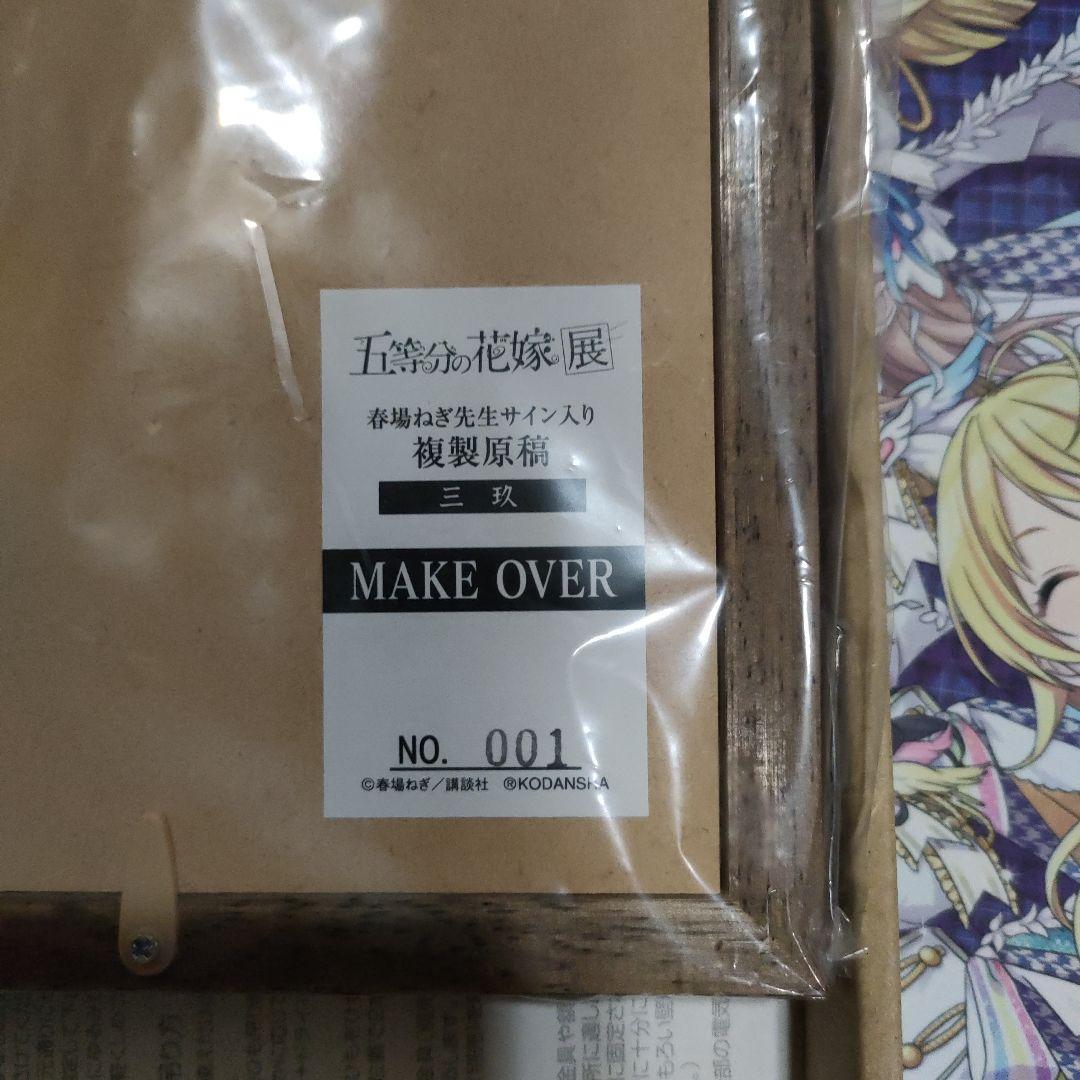 五等分の花嫁展
春場ねぎ先生サイン入り
複製原稿
三玖
MAKE OVER
NO. 001
©春場ねぎ/講談社 ®KODANSHA